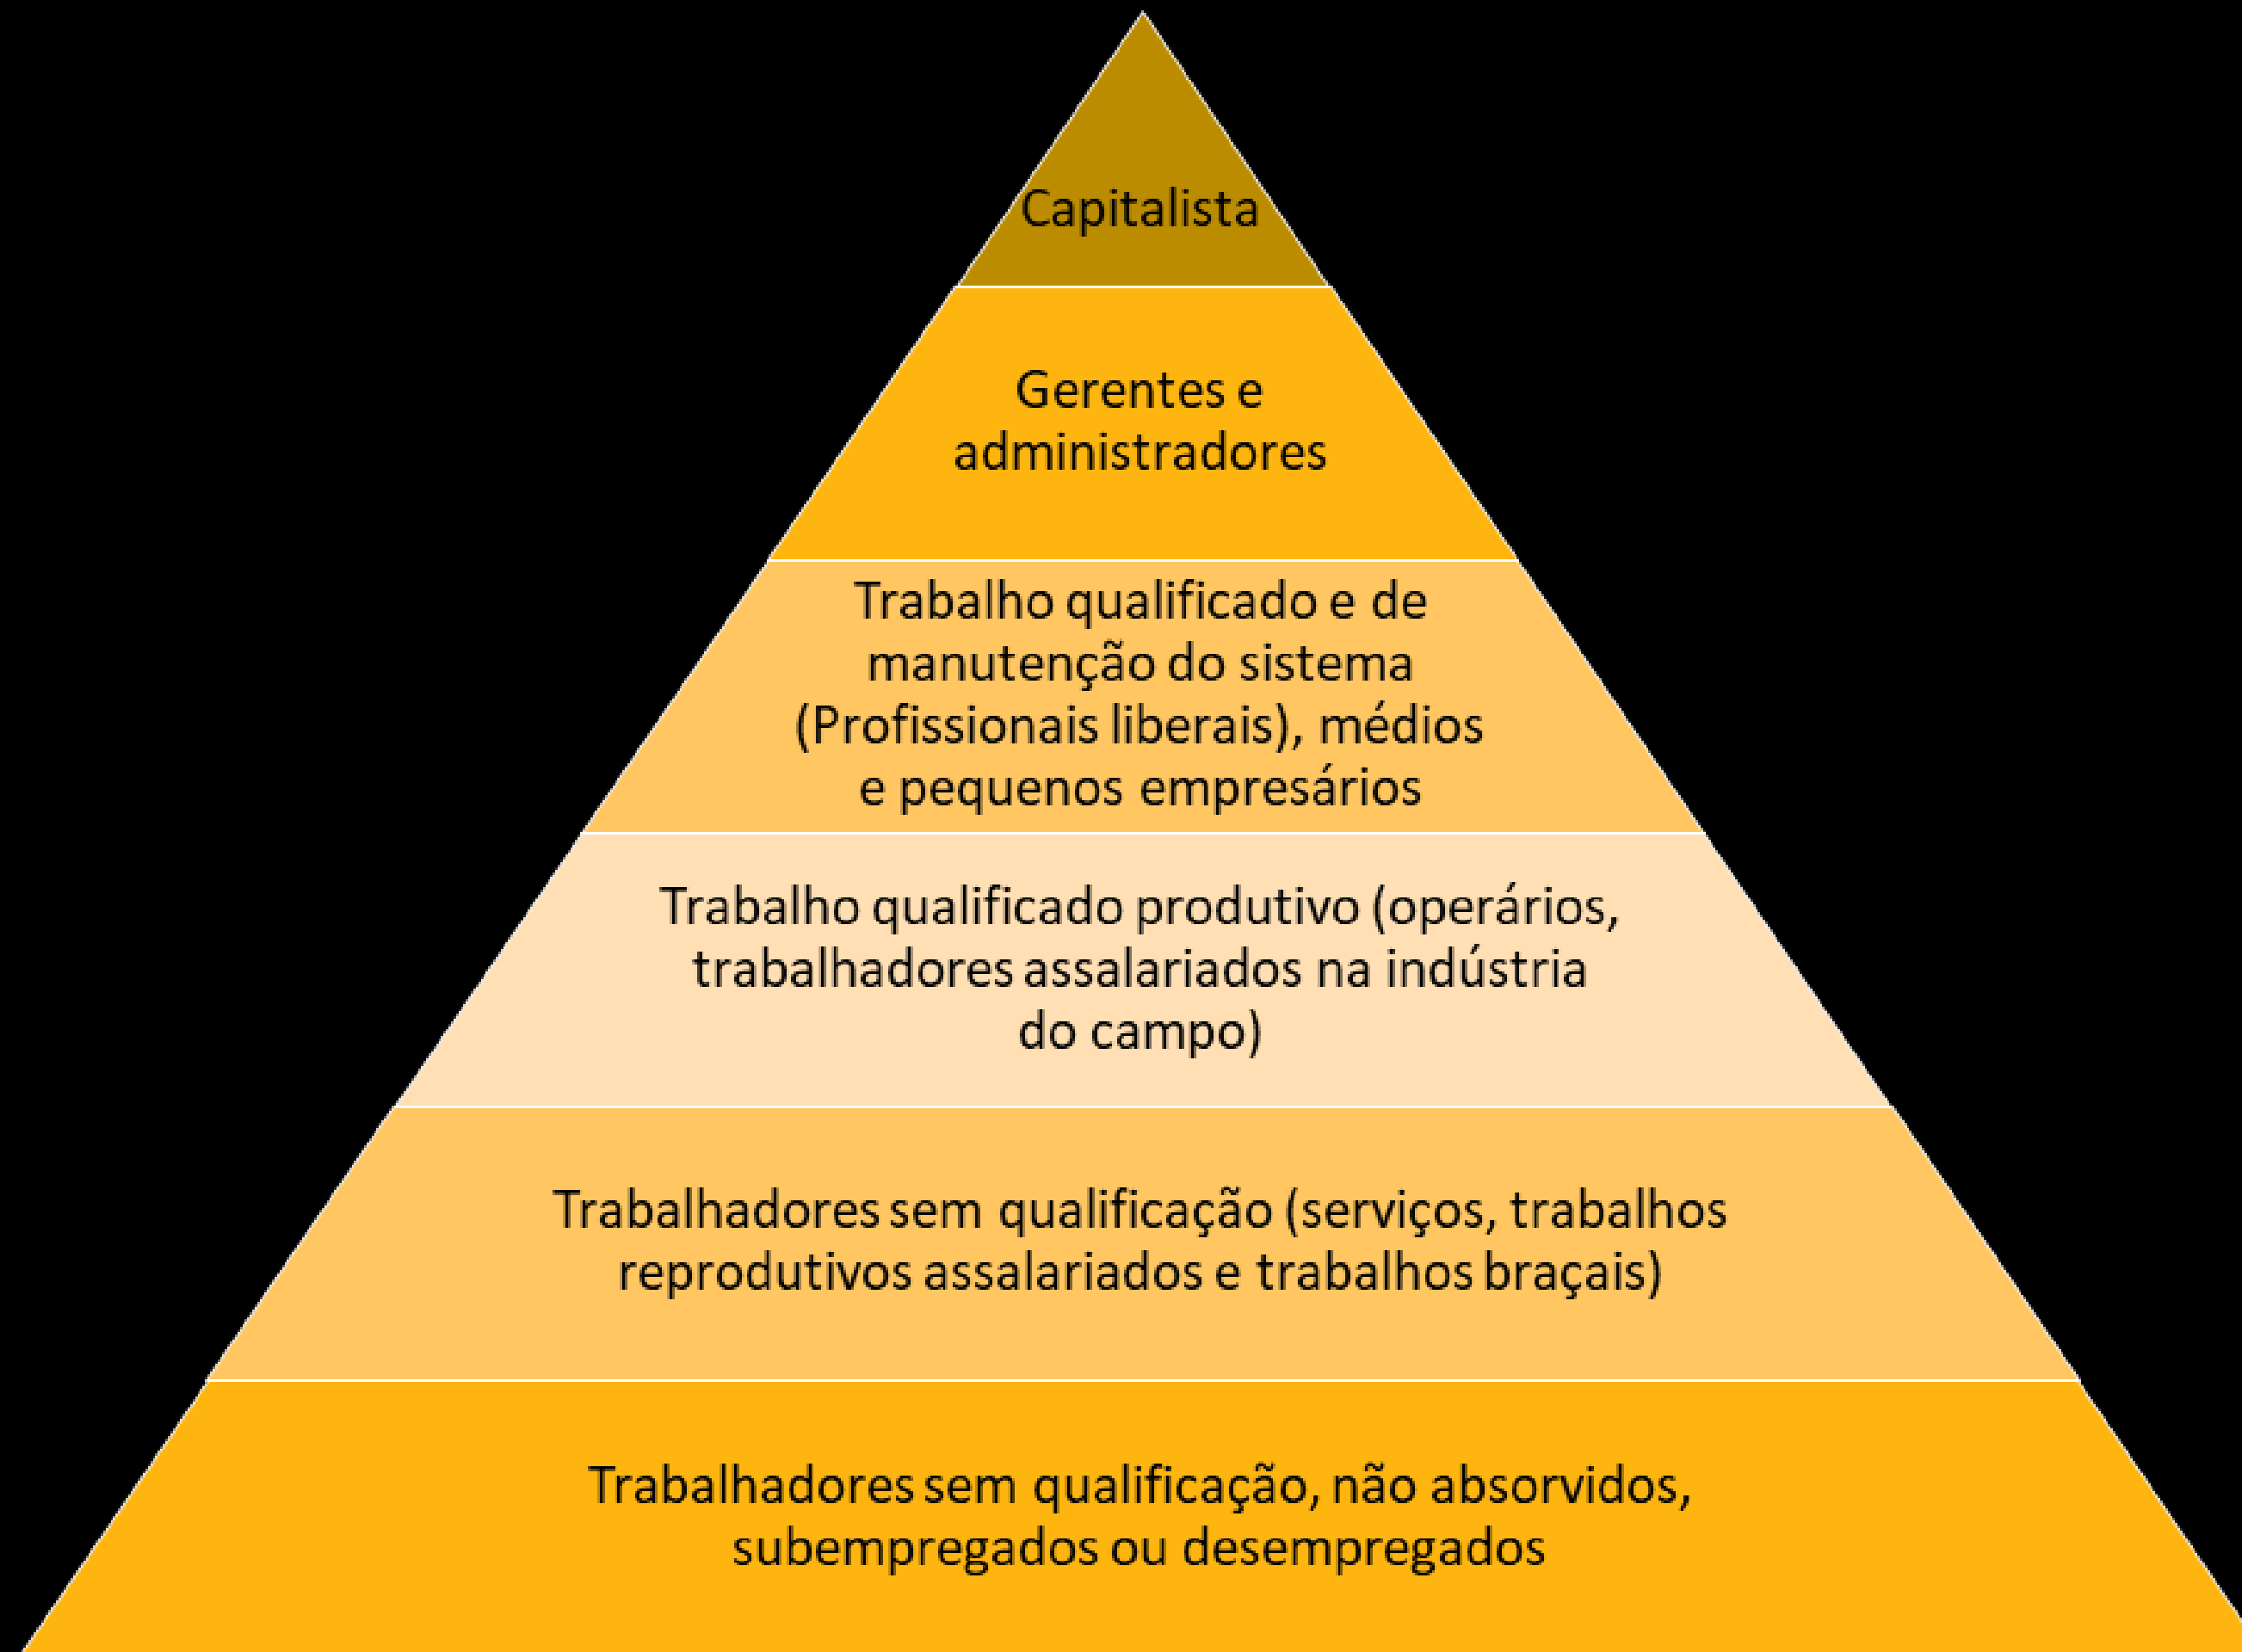 Capitalista
Gerentes e
administradores
Trabalho qualificado e de
manutenção do sistema
(Profissionais liberais), médios
e pequenos empresários
Trabalho qualificado produtivo (operários,
trabalhadores assalariados na indústria
do campo)
Trabalhadores sem qualificação (serviços, trabalhos
reprodutivos assalariados e trabalhos braçais)
Trabalhadores sem qualificação, não absorvidos,
subempregados ou desempregados